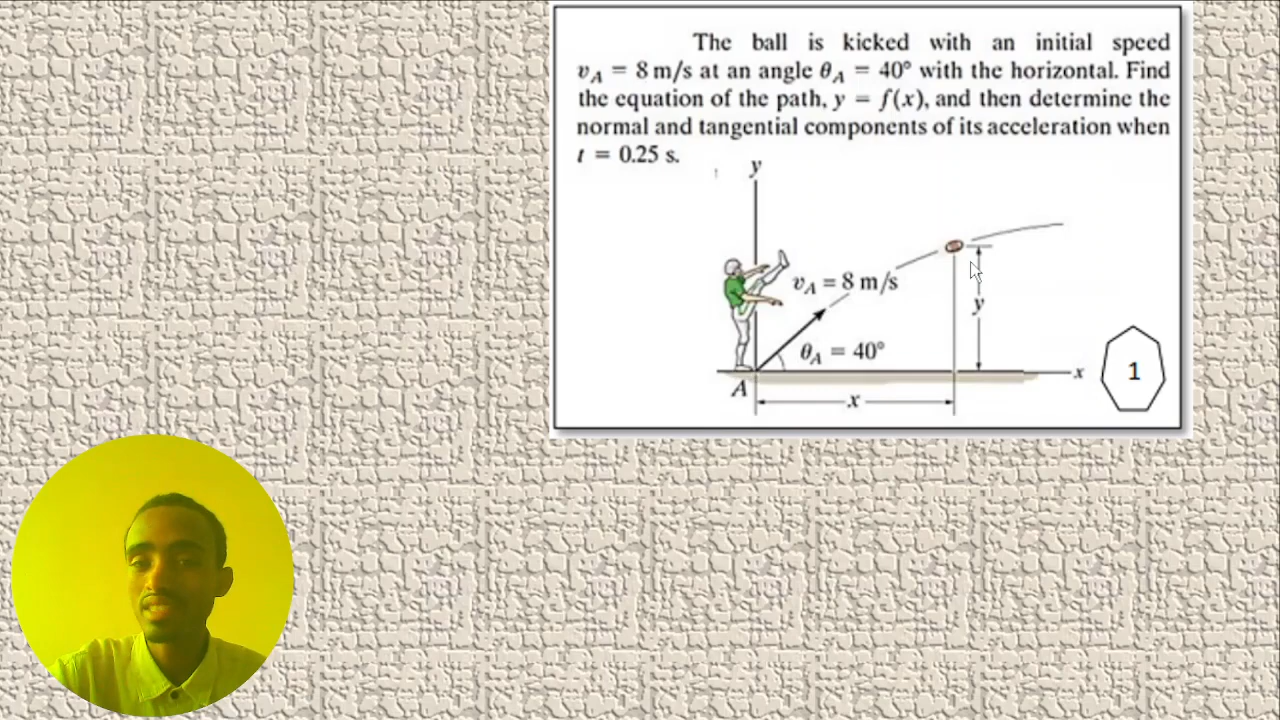 The ball is kicked with an initial speed
v_A = 8 m/s at an angle θ_A = 40° with the horizontal. Find
the equation of the path, y = f(x), and then determine the
normal and tangential components of its acceleration when
t = 0.25 s.
y
v_A = 8 m/s
y
θ_A = 40°
x
1
A
x